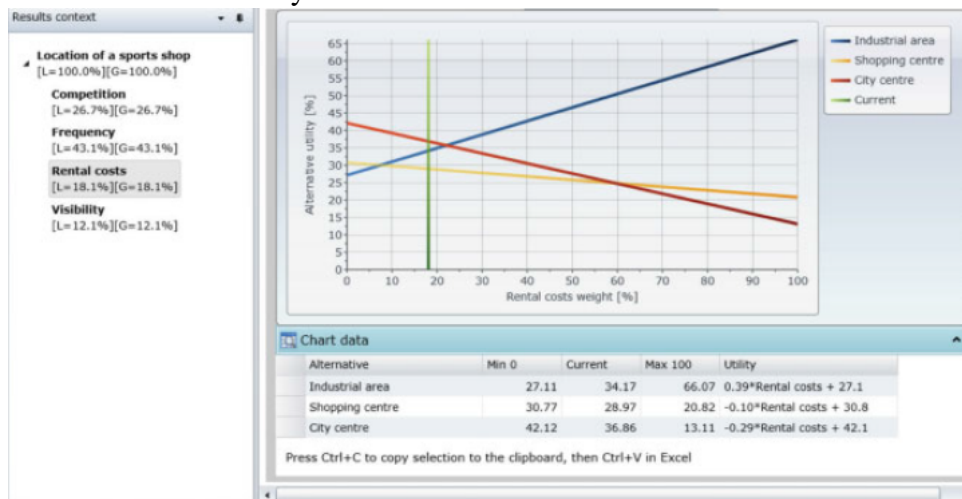 Results context
Location of a sports shop
[L=100.0%][G=100.0%]
Competition
[L=26.7%][G=26.7%]
Frequency
[L=43.1%][G=43.1%]
Rental costs
[L=18.1%][G=18.1%]
Visibility
[L=12.1%][G=12.1%]
Alternative utility [%]
65
60
55
50
45
40
35
30
25
20
15
10
5
0
0 10 20 30 40 50 60 70 80 90 100
Rental costs weight [%]
Industrial area
Shopping centre
City centre
Current
Chart data
Alternative Min 0 Current Max 100 Utility
Industrial area 27.11 34.17 66.07 0.39*Rental costs + 27.1
Shopping centre 30.77 28.97 20.82 -0.10*Rental costs + 30.8
City centre 42.12 36.86 13.11 -0.29*Rental costs + 42.1
Press Ctrl+C to copy selection to the clipboard, then Ctrl+V in Excel